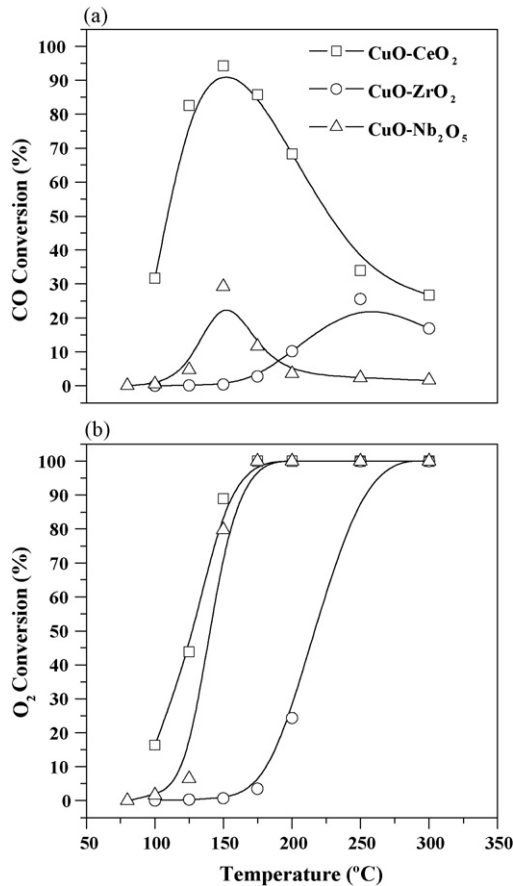 (a)
100
90
80
70
60
50
40
30
20
10
0
CO Conversion (%)
CuO-CeO₂
CuO-ZrO₂
CuO-Nb₂O₅
(b)
100
90
80
70
60
50
40
30
20
10
0
O₂ Conversion (%)
50 100 150 200 250 300 350
Temperature (ºC)